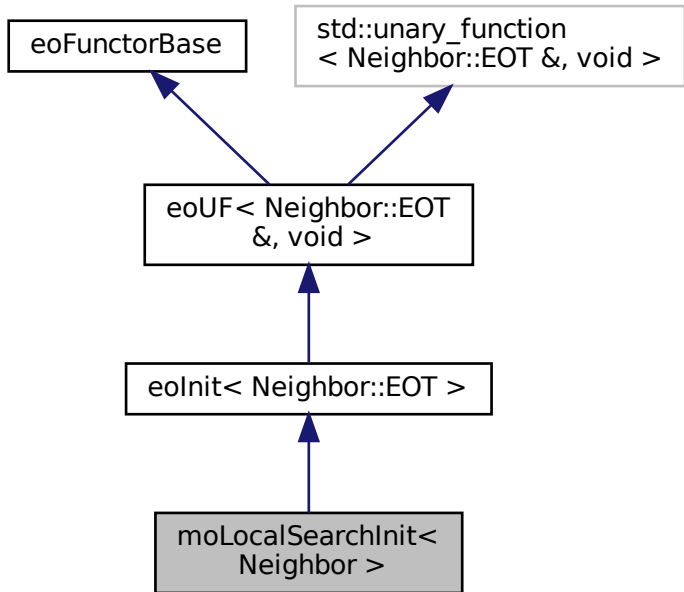 eoFunctorBase
std::unary_function
< Neighbor::EOT &, void >
eoUF< Neighbor::EOT
&, void >
eoInit< Neighbor::EOT >
moLocalSearchInit<
Neighbor >